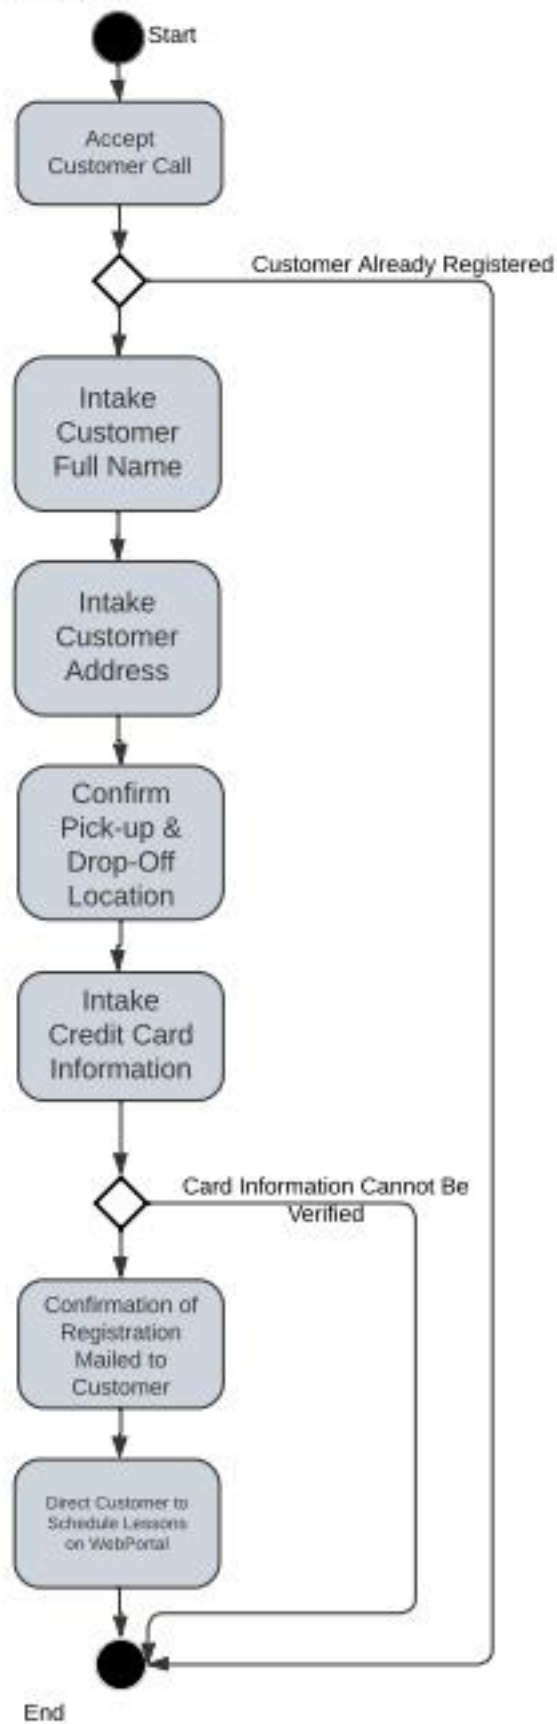 Start
Accept
Customer Call
Customer Already Registered
Intake
Customer
Full Name
Intake
Customer
Address
Confirm
Pick-up &
Drop-Off
Location
Intake
Credit Card
Information
Card Information Cannot Be
Verified
Confirmation of
Registration
Mailed to
Customer
Direct Customer to
Schedule Lessons
on WebPortal
End